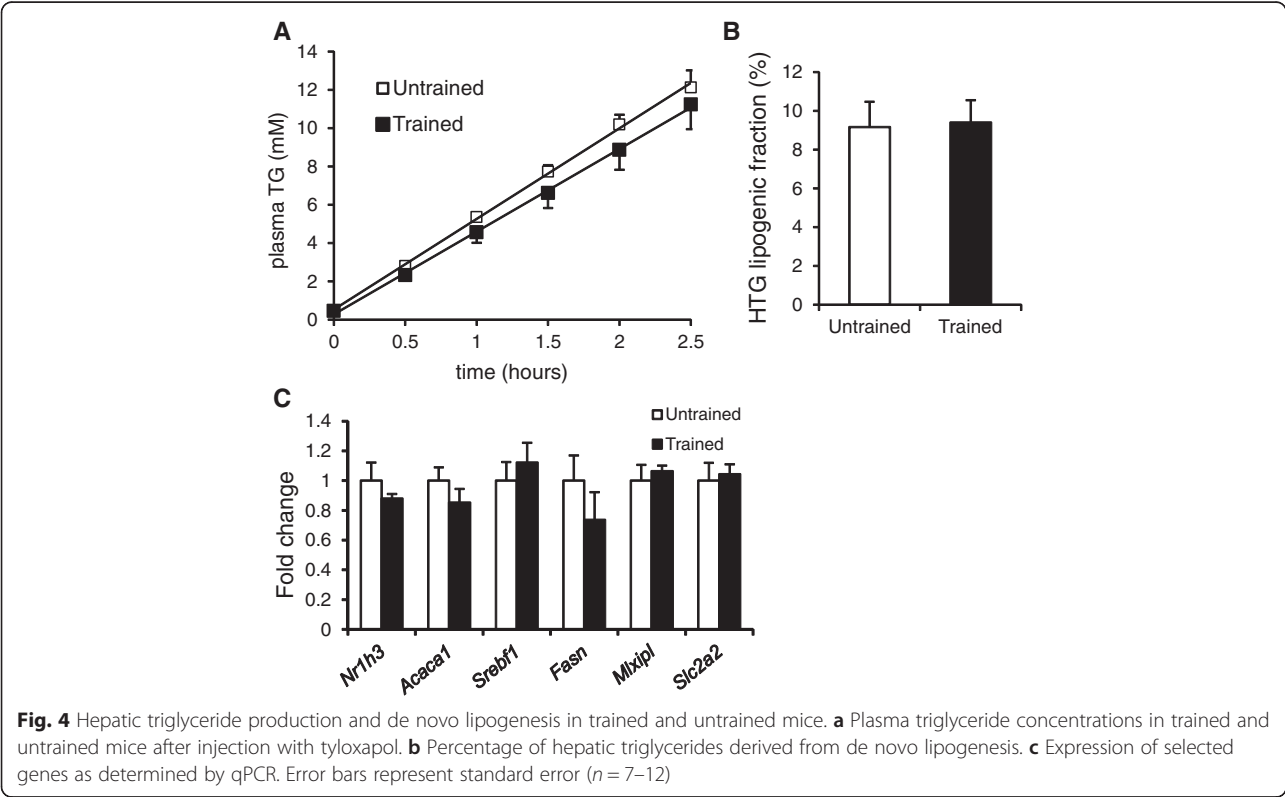 A
14
12
10
8
6
4
2
0
plasma TG (mM)
Untrained
Trained
0 0.5 1 1.5 2 2.5
time (hours)
B
12
10
8
6
4
2
0
HTG lipogenic fraction (%)
Untrained Trained
C
1.4
1.2
1
0.8
0.6
0.4
0.2
0
Fold change
Untrained
Trained
Nr1h3 Acaca1 Srebf1 Fasn Mlxipl Slc2a2
Fig. 4 Hepatic triglyceride production and de novo lipogenesis in trained and untrained mice. a Plasma triglyceride concentrations in trained and
untrained mice after injection with tyloxapol. b Percentage of hepatic triglycerides derived from de novo lipogenesis. c Expression of selected
genes as determined by qPCR. Error bars represent standard error (n = 7–12)